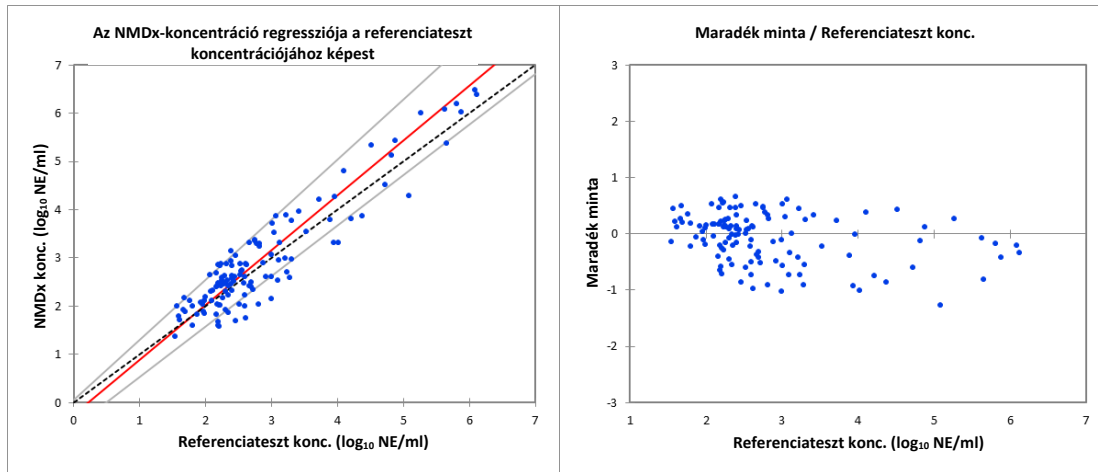 Az NMDx-koncentráció regressziója a referenciateszt
koncentrációjához képest
7
6
5
4
3
2
1
0
NMDx konc. (log₁₀ NE/ml)
0 1 2 3 4 5 6 7
Referenciateszt konc. (log₁₀ NE/ml)
Maradék minta / Referenciateszt konc.
3
2
1
0
-1
-2
-3
Maradék minta
1 2 3 4 5 6 7
Referenciateszt konc. (log₁₀ NE/ml)